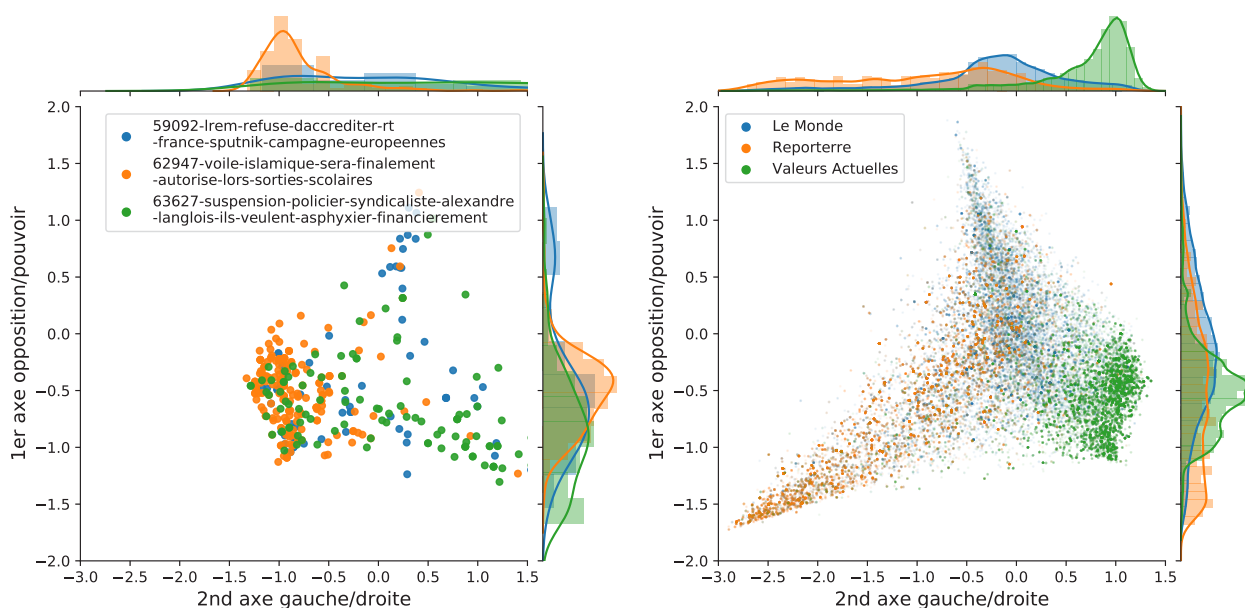 59092-lrem-refuse-daccrediter-rt
-france-sputnik-campagne-europeennes
62947-voile-islamique-sera-finalement
-autorise-lors-sorties-scolaires
63627-suspension-policier-syndicaliste-alexandre
-langlois-ils-veulent-asphyxier-financierement
1er axe opposition/pouvoir
2.0
1.5
1.0
0.5
0.0
−0.5
−1.0
−1.5
−2.0
−3.0 −2.5 −2.0 −1.5 −1.0 −0.5 0.0 0.5 1.0 1.5
2nd axe gauche/droite
Le Monde
Reporterre
Valeurs Actuelles
1er axe opposition/pouvoir
2.0
1.5
1.0
0.5
0.0
−0.5
−1.0
−1.5
−2.0
−3.0 −2.5 −2.0 −1.5 −1.0 −0.5 0.0 0.5 1.0 1.5
2nd axe gauche/droite